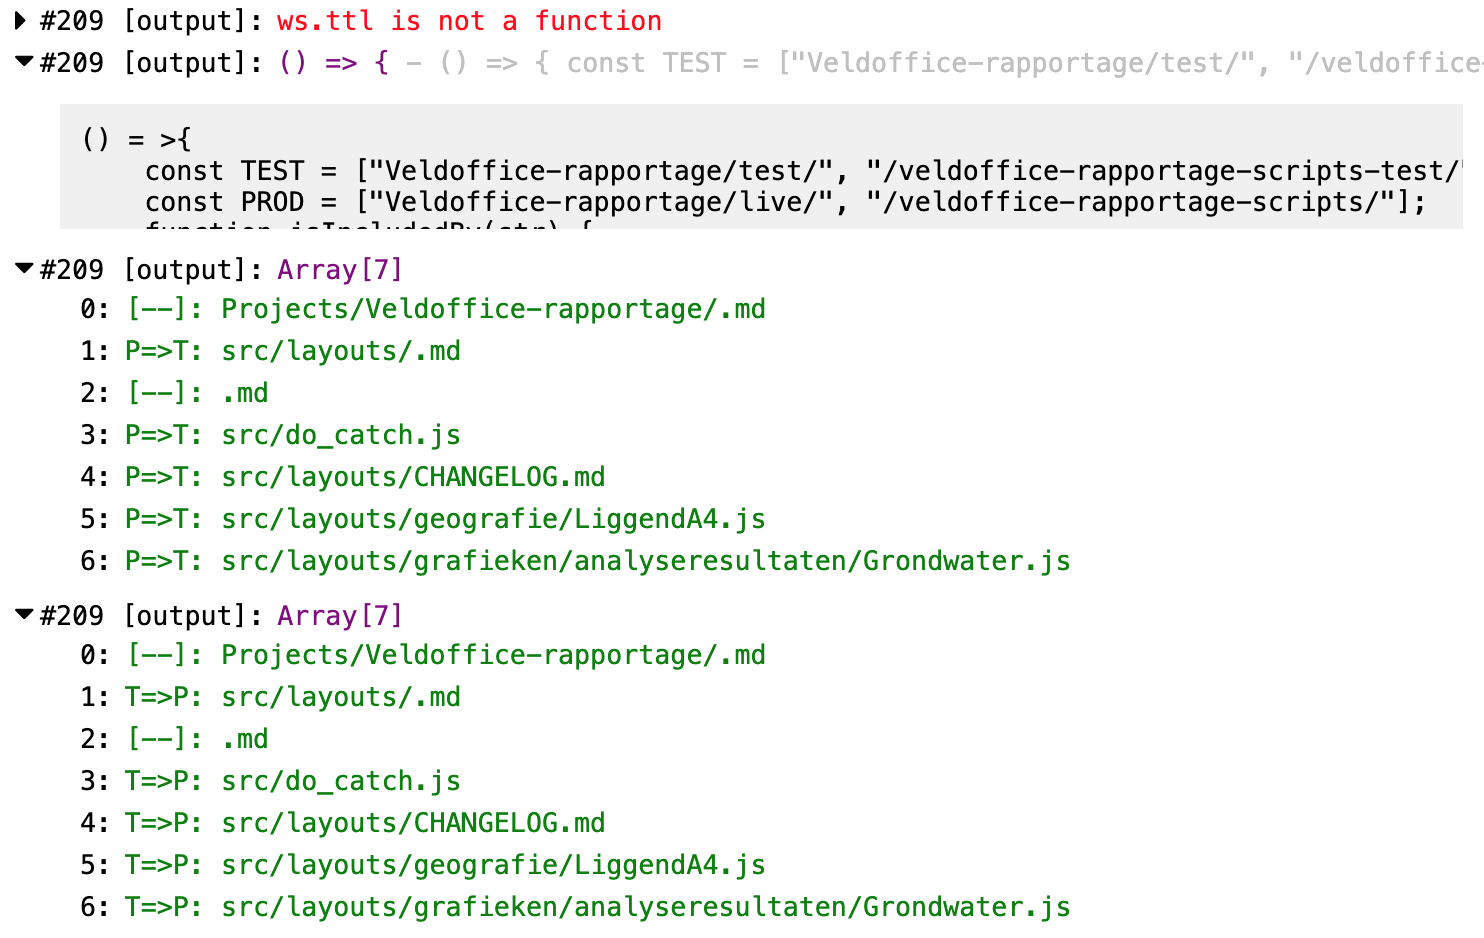 #209 [output]: ws.ttl is not a function
#209 [output]: () => { – () => { const TEST = ["Veldoffice-rapportage/test/", "/veldoffice-
() = >{
const TEST = ["Veldoffice-rapportage/test/", "/veldoffice-rapportage-scripts-test/"
const PROD = ["Veldoffice-rapportage/live/", "/veldoffice-rapportage-scripts/"];
function isIncludedBy(str) {
#209 [output]: Array[7]
0: [--]: Projects/Veldoffice-rapportage/.md
1: P=>T: src/layouts/.md
2: [--]: .md
3: P=>T: src/do_catch.js
4: P=>T: src/layouts/CHANGELOG.md
5: P=>T: src/layouts/geografie/LiggendA4.js
6: P=>T: src/layouts/grafieken/analyseresultaten/Grondwater.js
#209 [output]: Array[7]
0: [--]: Projects/Veldoffice-rapportage/.md
1: T=>P: src/layouts/.md
2: [--]: .md
3: T=>P: src/do_catch.js
4: T=>P: src/layouts/CHANGELOG.md
5: T=>P: src/layouts/geografie/LiggendA4.js
6: T=>P: src/layouts/grafieken/analyseresultaten/Grondwater.js